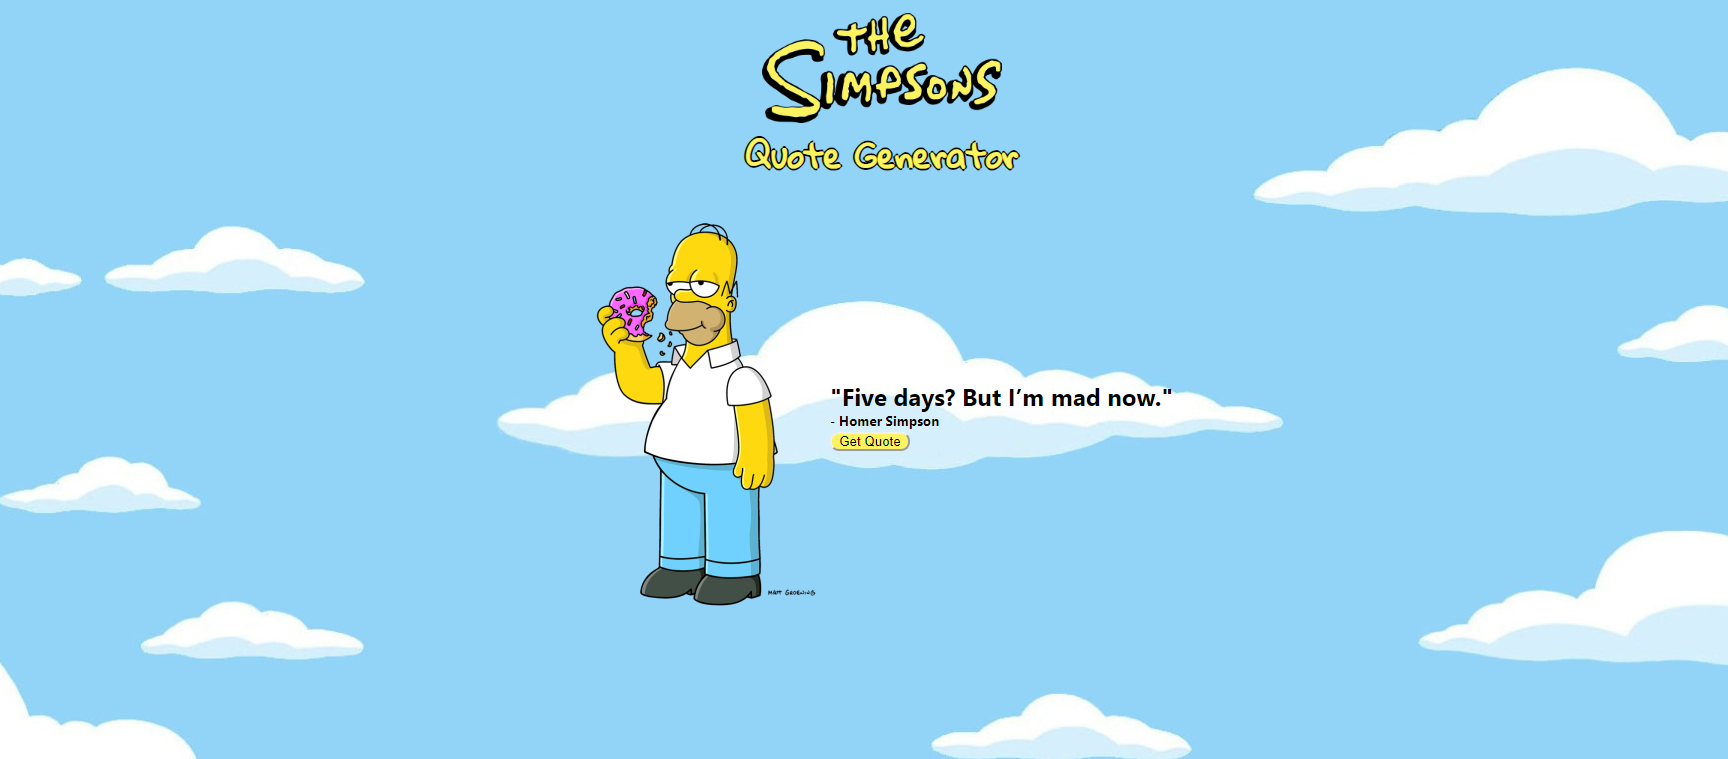 THE
SIMPSONS
Quote Generator
"Five days? But I’m mad now."
- Homer Simpson
Get Quote
MATT GROENING